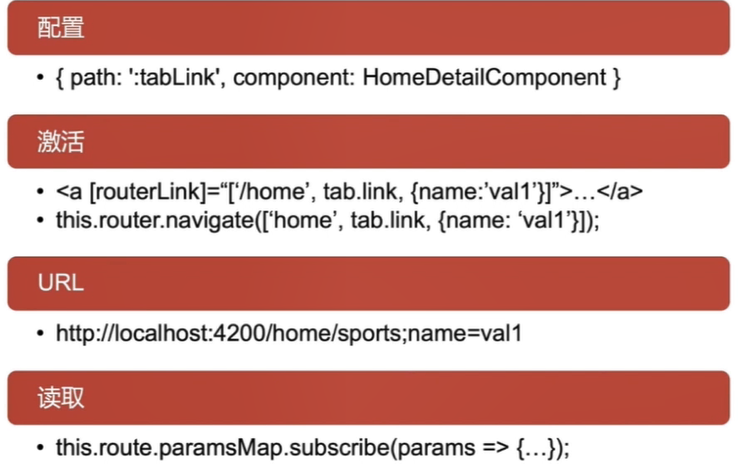 配置
• { path: ':tabLink', component: HomeDetailComponent }
激活
• <a [routerLink]=“[‘/home’, tab.link, {name:’val1’}]”>…</a>
• this.router.navigate([‘home’, tab.link, {name: ‘val1’}]);
URL
• http://localhost:4200/home/sports;name=val1
读取
• this.route.paramsMap.subscribe(params => {…});